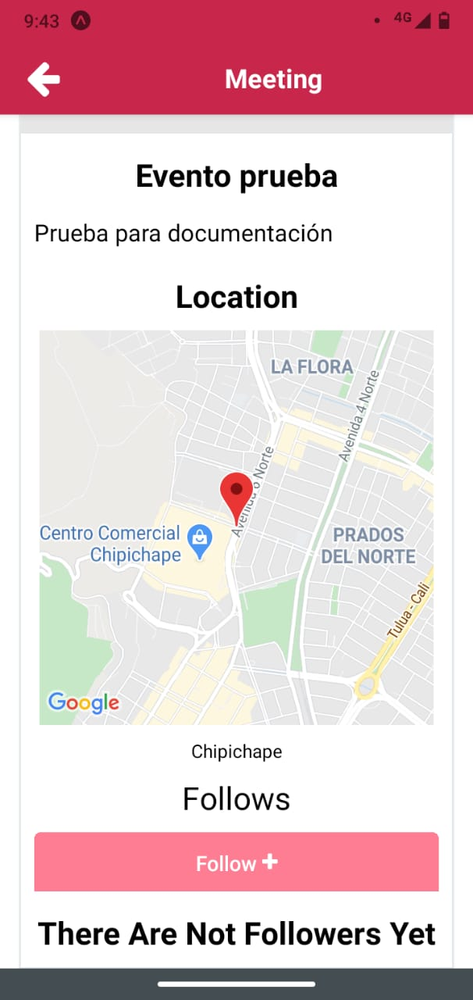 9:43
4G
Meeting
Evento prueba
Prueba para documentación
Location
LA FLORA
Avenida 4 Norte
Avenida 6 Norte
Centro Comercial
Chipichape
PRADOS
DEL NORTE
Tulua - Cali
Google
Chipichape
Follows
Follow +
There Are Not Followers Yet